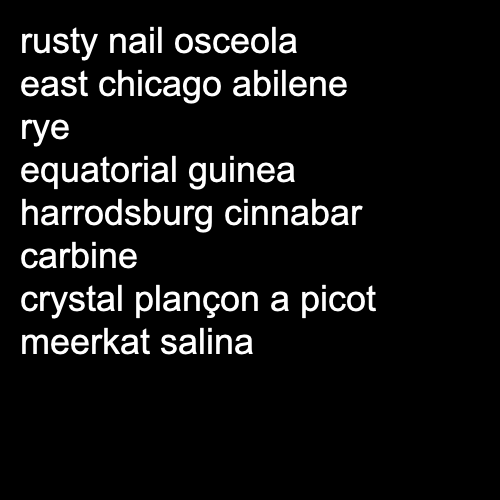 rusty nail osceola
east chicago abilene
rye
equatorial guinea
harrodsburg cinnabar
carbine
crystal plançon a picot
meerkat salina